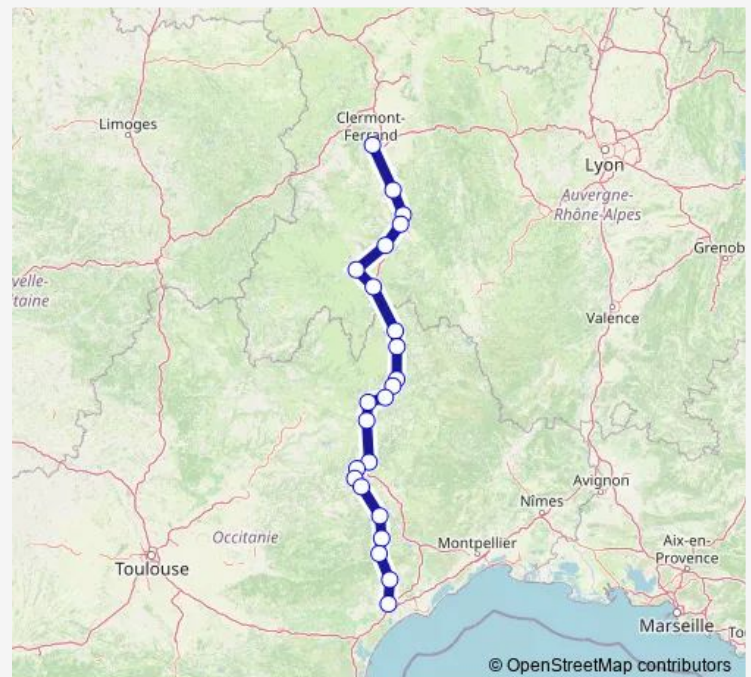 Limoges
Clermont-
Ferrand
Lyon
Auvergne-
Rhône-Alpes
Grenob
velle-
taine
Valence
Avignon
Nîmes
Occitanie
Montpellier
Aix-en-
Provence
Toulouse
Marseille
To
© OpenStreetMap contributors